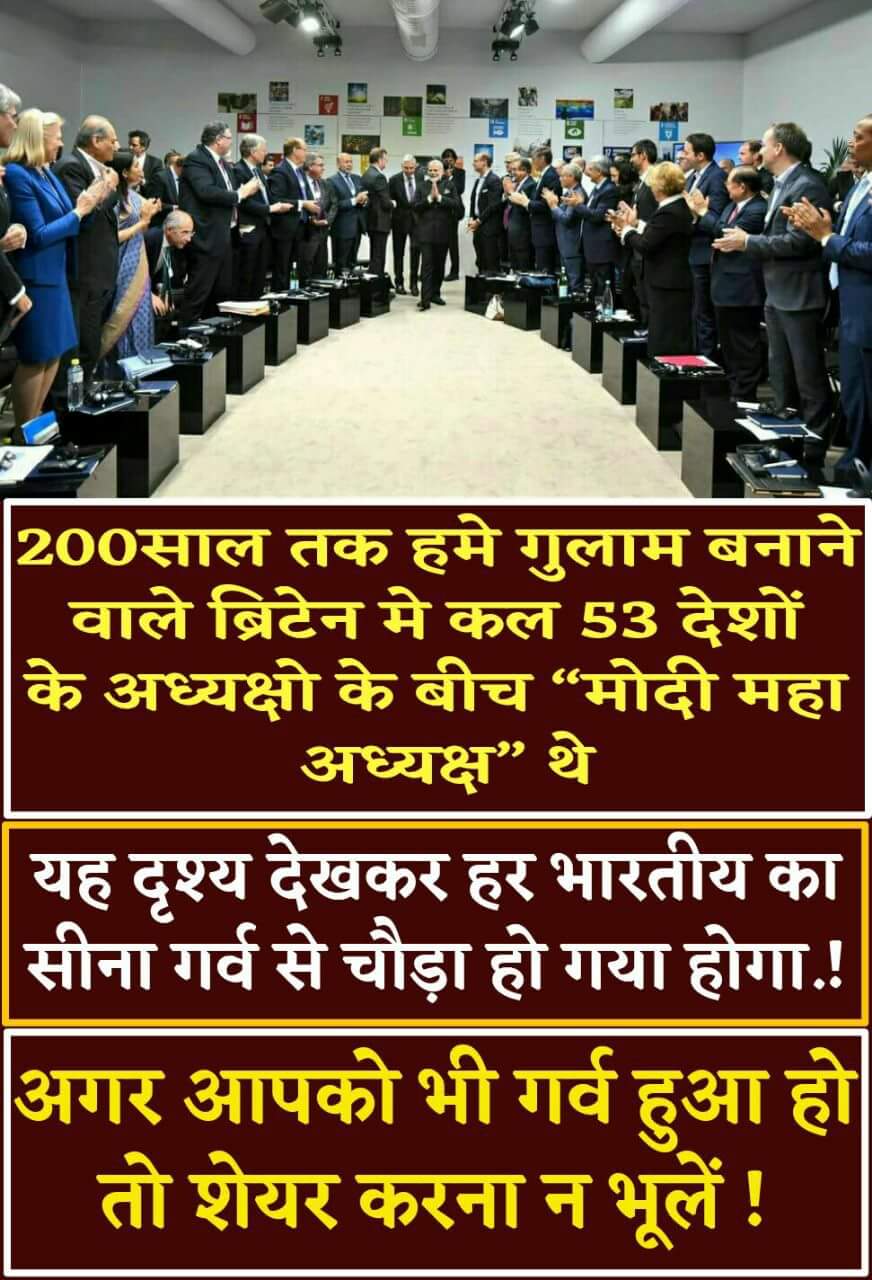 200साल तक हमे गुलाम बनाने
वाले ब्रिटेन मे कल 53 देशों
के अध्यक्षो के बीच “मोदी महा
अध्यक्ष” थे
यह दृश्य देखकर हर भारतीय का
सीना गर्व से चौड़ा हो गया होगा.!
अगर आपको भी गर्व हुआ हो
तो शेयर करना न भूलें !